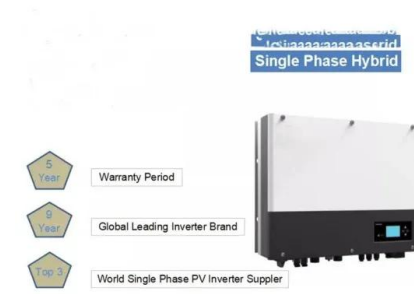 Single Phase Hybrid
5
Year
Warranty Period
9
Year
Global Leading Inverter Brand
Top 3
World Single Phase PV Inverter Suppler